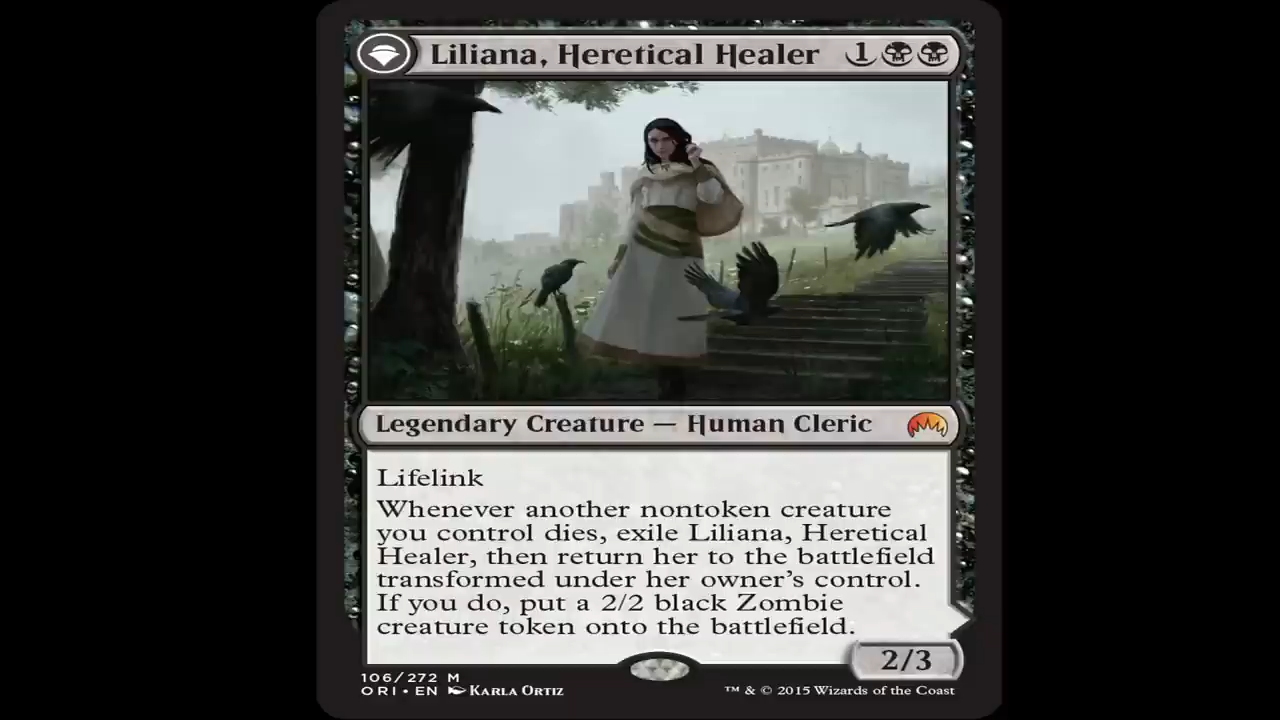 Liliana, Heretical Healer 1
Legendary Creature — Human Cleric
Lifelink
Whenever another nontoken creature
you control dies, exile Liliana, Heretical
Healer, then return her to the battlefield
transformed under her owner's control.
If you do, put a 2/2 black Zombie
creature token onto the battlefield.
2/3
106/272 M
ORI • EN Karla Ortiz
™ & © 2015 Wizards of the Coast